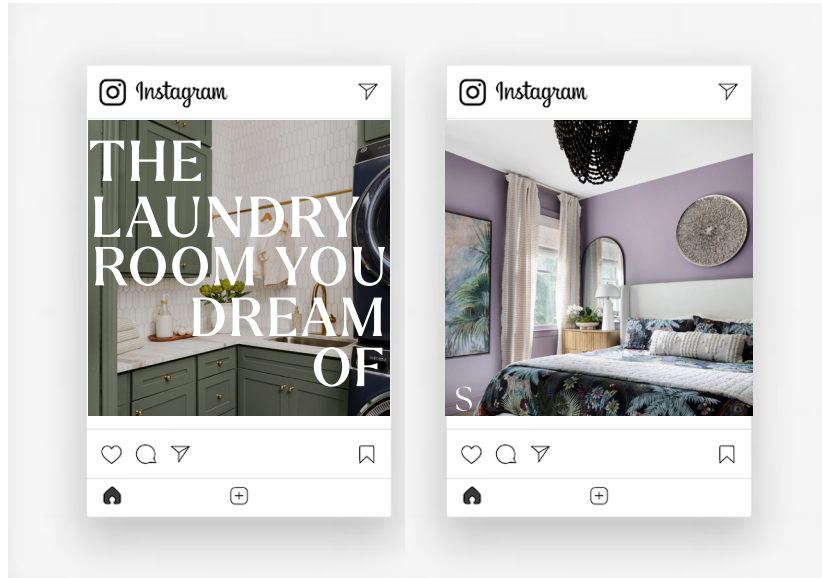 Instagram
THE
LAUNDRY
ROOM YOU
DREAM
OF
Instagram
S